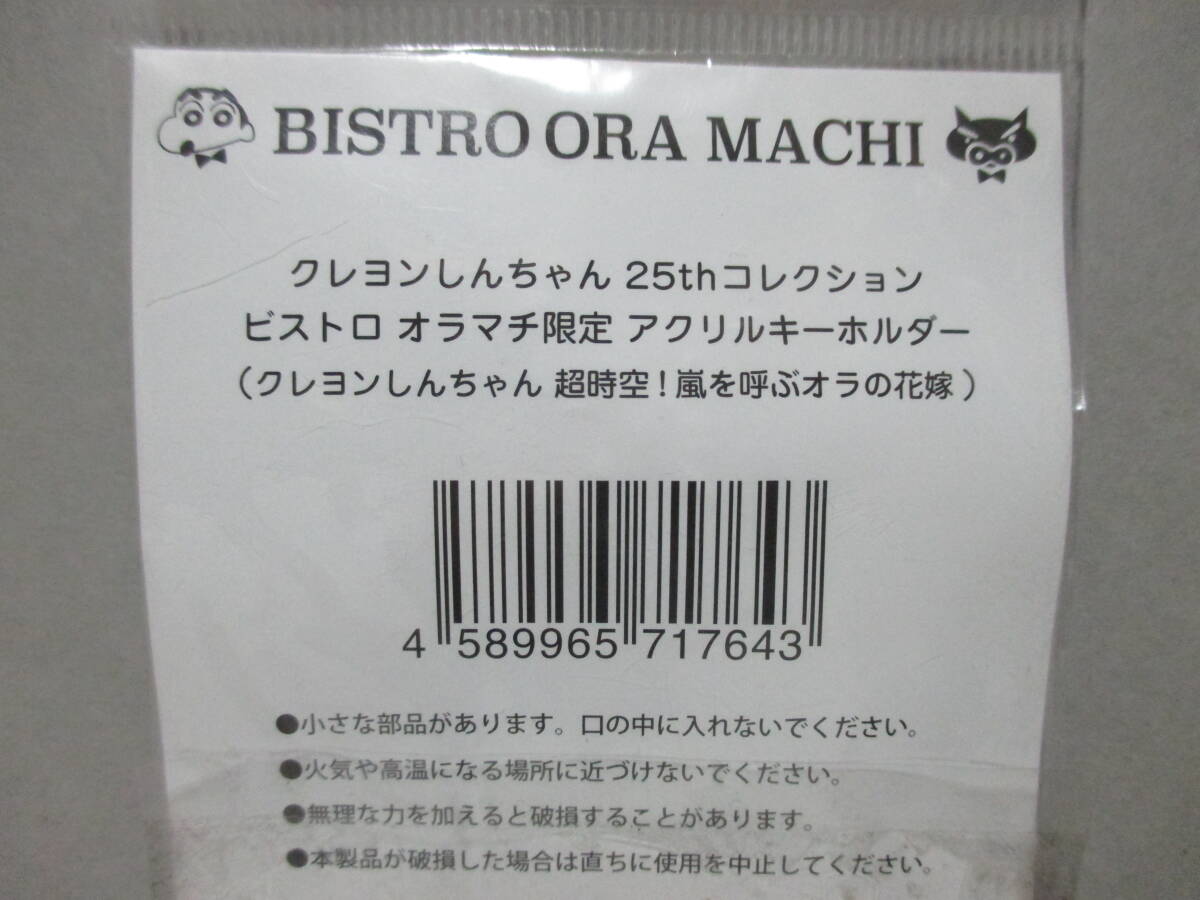 BISTRO ORA MACHI
クレヨンしんちゃん 25thコレクション
ビストロ オラマチ限定 アクリルキーホルダー
（クレヨンしんちゃん 超時空！嵐を呼ぶオラの花嫁）
4 589965 717643
●小さな部品があります。口の中に入れないでください。
●火気や高温になる場所に近づけないでください。
●無理な力を加えると破損することがあります。
●本製品が破損した場合は直ちに使用を中止してください。